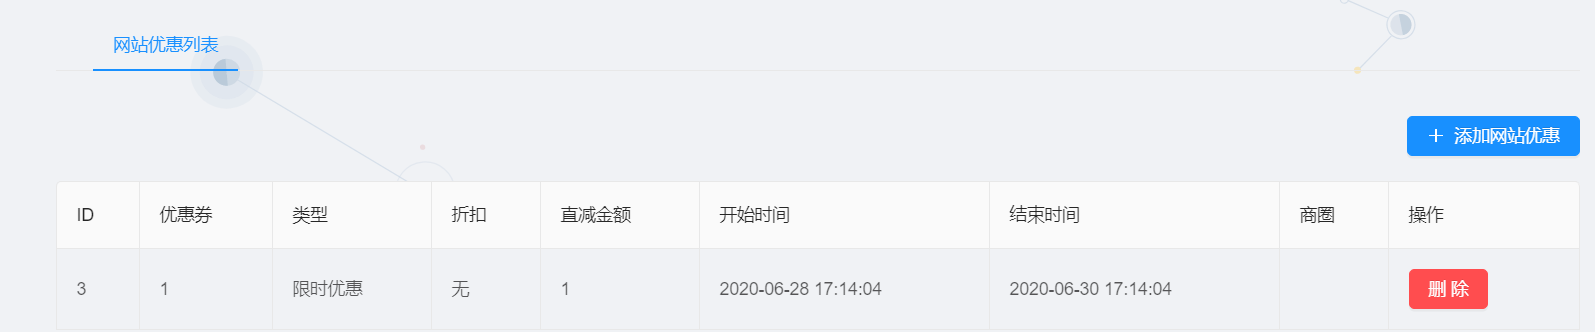 网站优惠列表
+ 添加网站优惠
ID 优惠券 类型 折扣 直减金额 开始时间 结束时间 商圈 操作
3 1 限时优惠 无 1 2020-06-28 17:14:04 2020-06-30 17:14:04 删 除